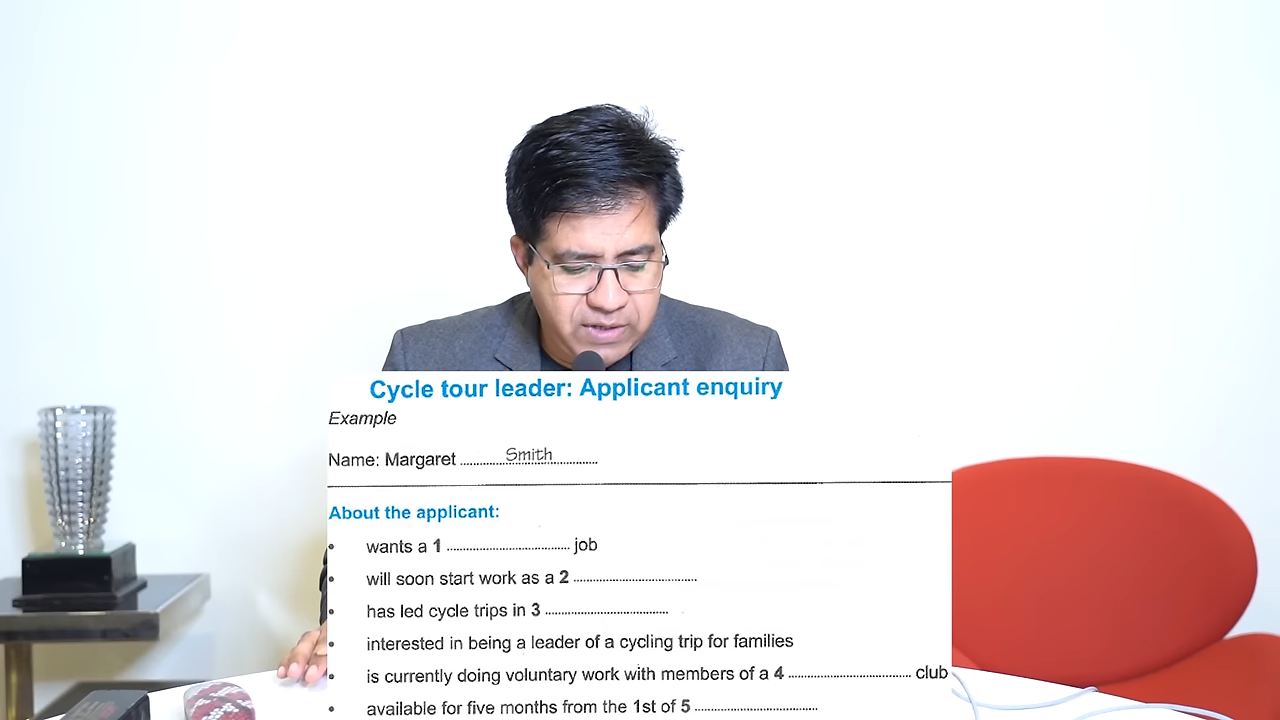 Cycle tour leader: Applicant enquiry
Example
Name: Margaret ........ Smith ........
About the applicant:
• wants a 1 ........................ job
• will soon start work as a 2 ........................
• has led cycle trips in 3 ........................
• interested in being a leader of a cycling trip for families
• is currently doing voluntary work with members of a 4 ........................ club
• available for five months from the 1st of 5 ........................